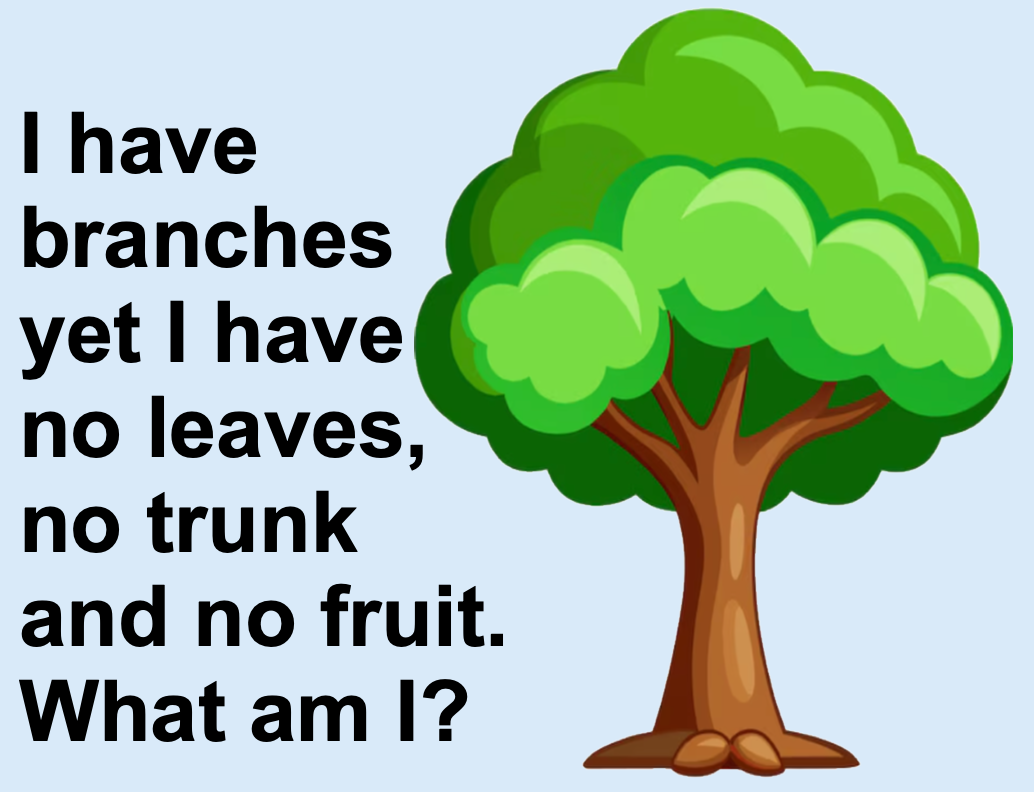 I have
branches
yet I have
no leaves,
no trunk
and no fruit.
What am I?